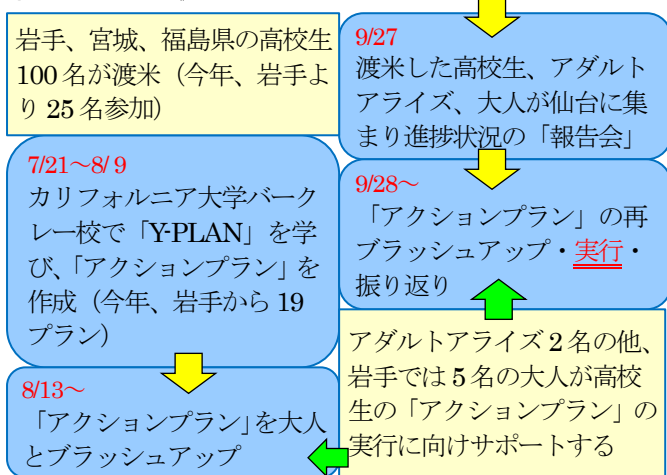 岩手、宮城、福島県の高校生
100名が渡米（今年、岩手よ
り25名参加）
7/21～8/9
カリフォルニア大学バーク
レー校で「Y-PLAN」を学
び、「アクションプラン」を
作成（今年、岩手から19
プラン）
8/13～
「アクションプラン」を大人
とブラッシュアップ
9/27
渡米した高校生、アダルト
アライズ、大人が仙台に集
まり進捗状況の「報告会」
9/28～
「アクションプラン」の再
ブラッシュアップ・実行・
振り返り
アダルトアライズ2名の他、
岩手では5名の大人が高校
生の「アクションプラン」の
実行に向けサポートする